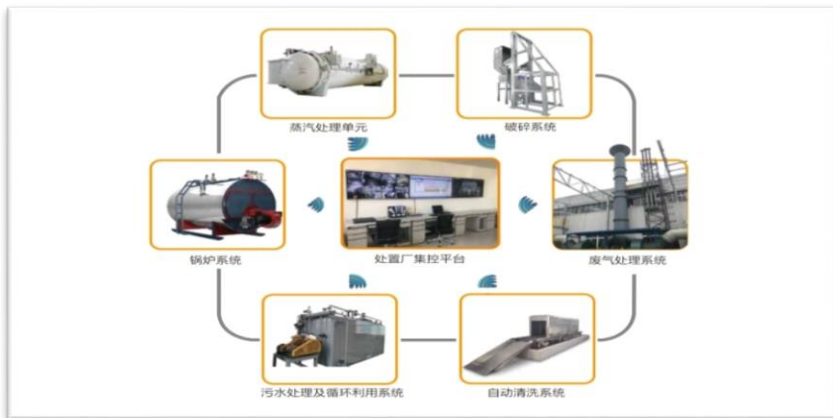 蒸汽处理单元
破碎系统
锅炉系统
处置厂集控平台
废气处理系统
污水处理及循环利用系统
自动清洗系统